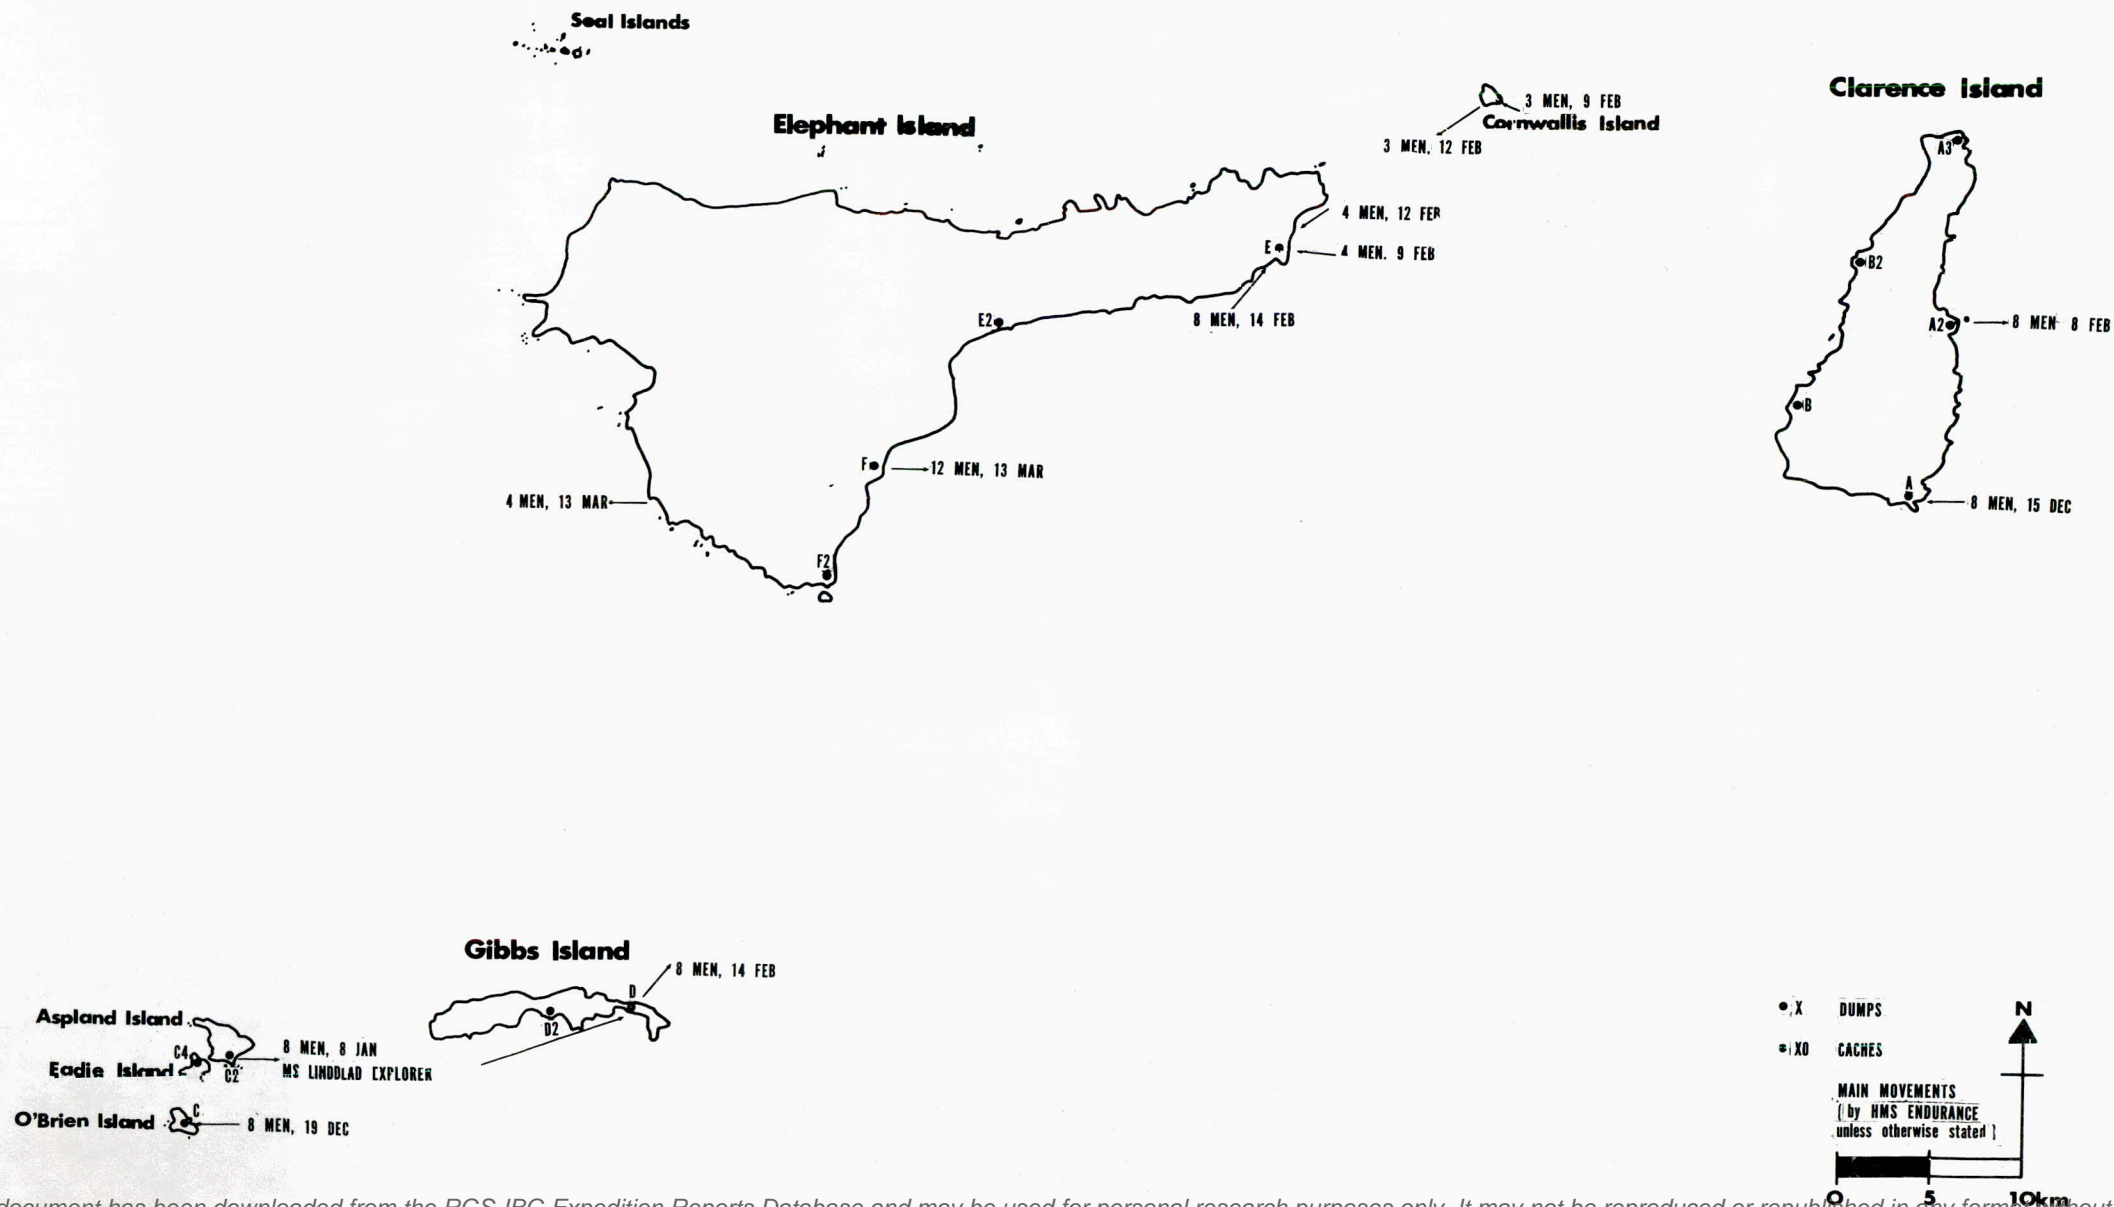 Seal Islands
Elephant Island
3 MEN, 9 FEB
Cornwallis Island
3 MEN, 12 FEB
Clarence Island
A3
4 MEN, 12 FEB
E
4 MEN. 9 FEB
B2
E2
8 MEN, 14 FEB
A2
8 MEN 8 FEB
B
F
12 MEN, 13 MAR
4 MEN, 13 MAR
A
8 MEN, 15 DEC
F2
Gibbs Island
8 MEN, 14 FEB
D
D2
Aspland Island
C4
8 MEN, 8 JAN
Eadie Island
C2
MS LINDDLAD EXPLORER
O'Brien Island
C
8 MEN, 19 DEC
X DUMPS
XO CACHES
N
MAIN MOVEMENTS
(by HMS ENDURANCE
unless otherwise stated)
0 5 10km
document has been downloaded from the RGS-IBG Expedition Reports Database and may be used for personal research purposes only. It may not be reproduced or republished in any format without